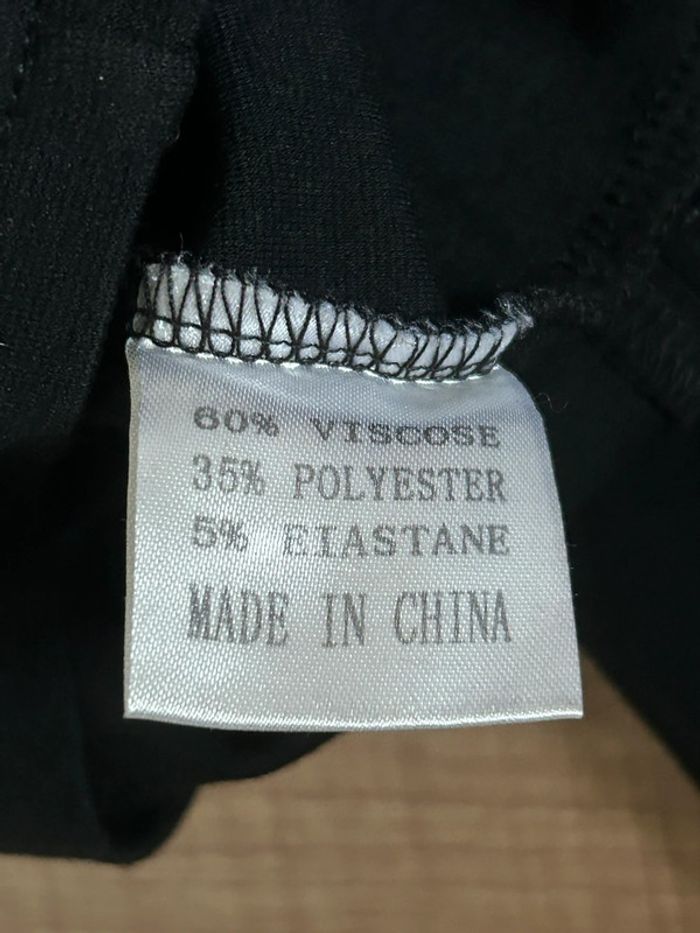 60% VISCOSE
35% POLYESTER
5% EIASTANE
MADE IN CHINA